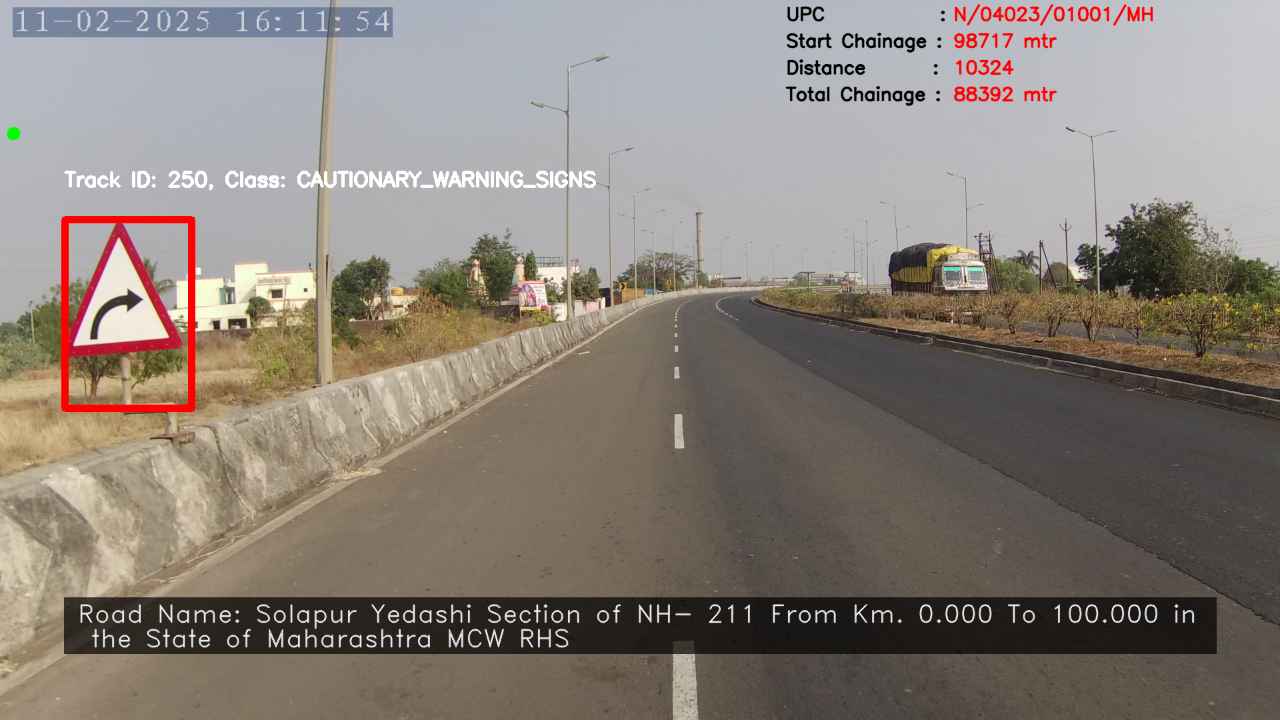 11-02-2025 16:11:54
UPC : N/04023/01001/MH
Start Chainage : 98717 mtr
Distance : 10324
Total Chainage : 88392 mtr
Track ID: 250, Class: CAUTIONARY_WARNING_SIGNS
Road Name: Solapur Yedashi Section of NH- 211 From Km. 0.000 To 100.000 in
the State of Maharashtra MCW RHS